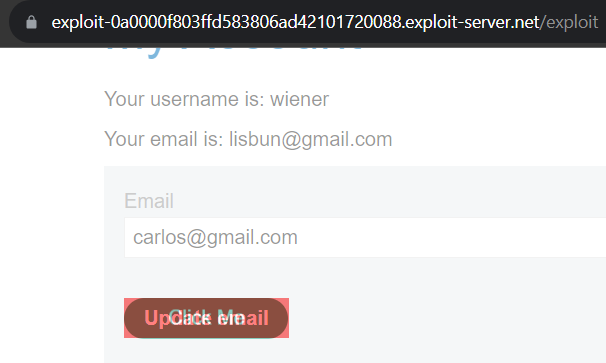 exploit-0a0000f803ffd583806ad42101720088.exploit-server.net/exploit
Your username is: wiener
Your email is: lisbun@gmail.com
Email
carlos@gmail.com
Update email
Click Me